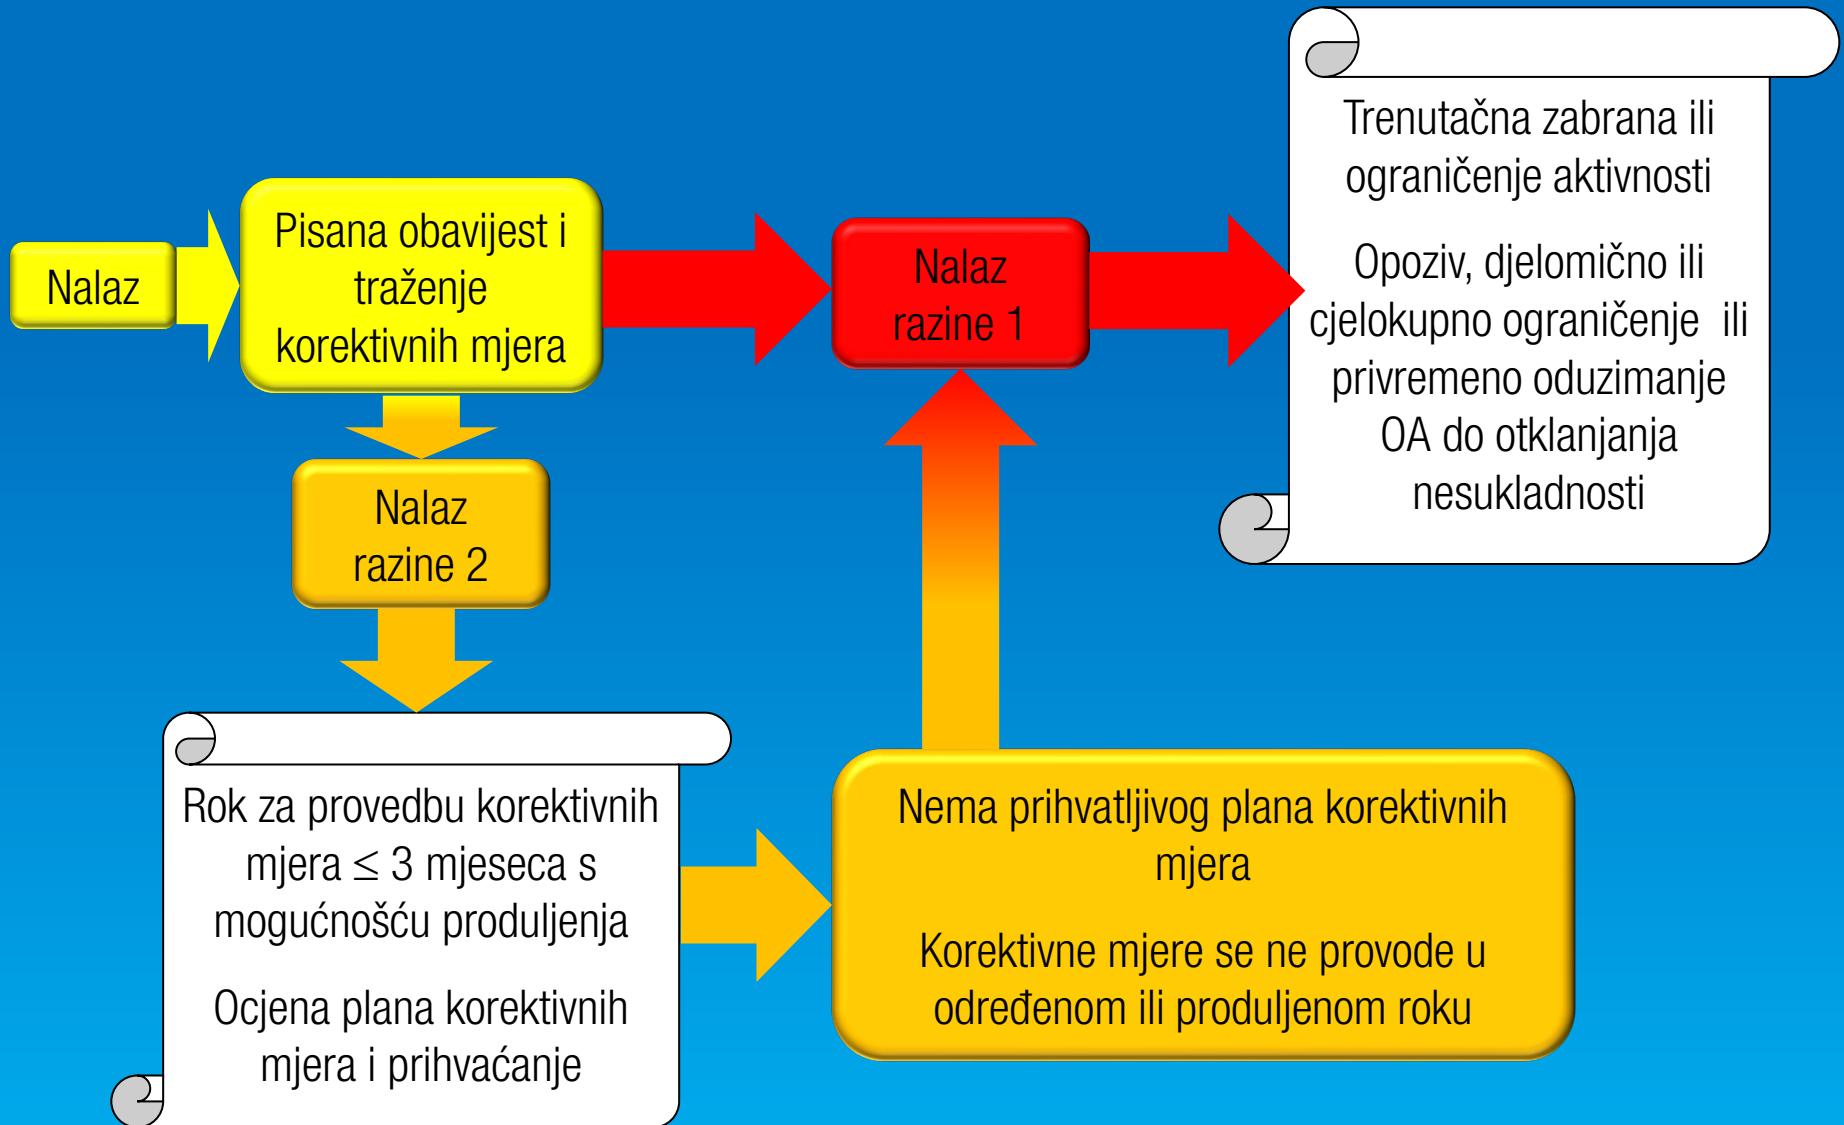 Nalaz
Pisana obavijest i
traženje
korektivnih mjera
Nalaz
razine 1
Trenutačna zabrana ili
ograničenje aktivnosti
Opoziv, djelomično ili
cjelokupno ograničenje ili
privremeno oduzimanje
OA do otklanjanja
nesukladnosti
Nalaz
razine 2
Rok za provedbu korektivnih
mjera ≤ 3 mjeseca s
mogućnošću produljenja
Ocjena plana korektivnih
mjera i prihvaćanje
Nema prihvatljivog plana korektivnih
mjera
Korektivne mjere se ne provode u
određenom ili produljenom roku